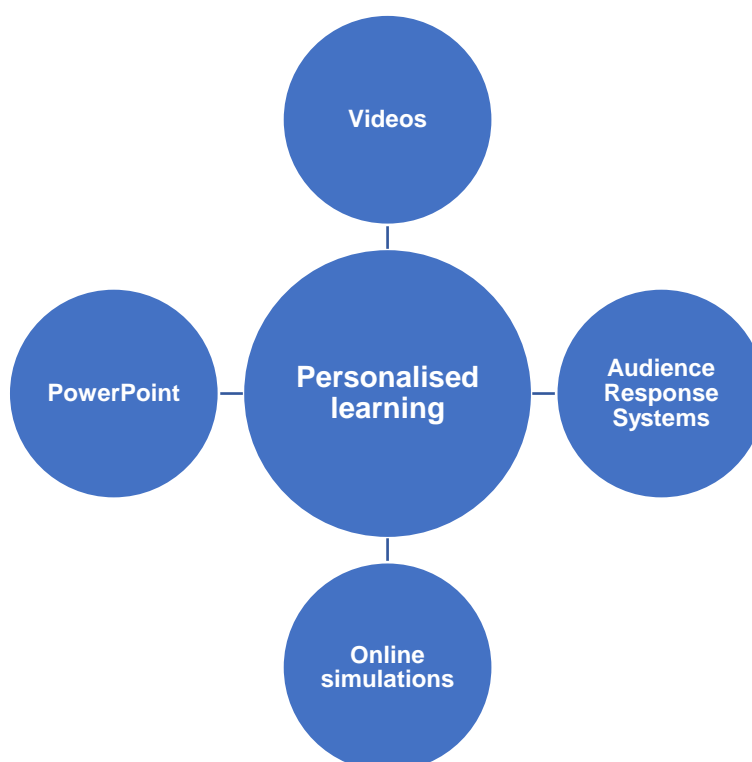 Videos
PowerPoint
Personalised
learning
Audience
Response
Systems
Online
simulations